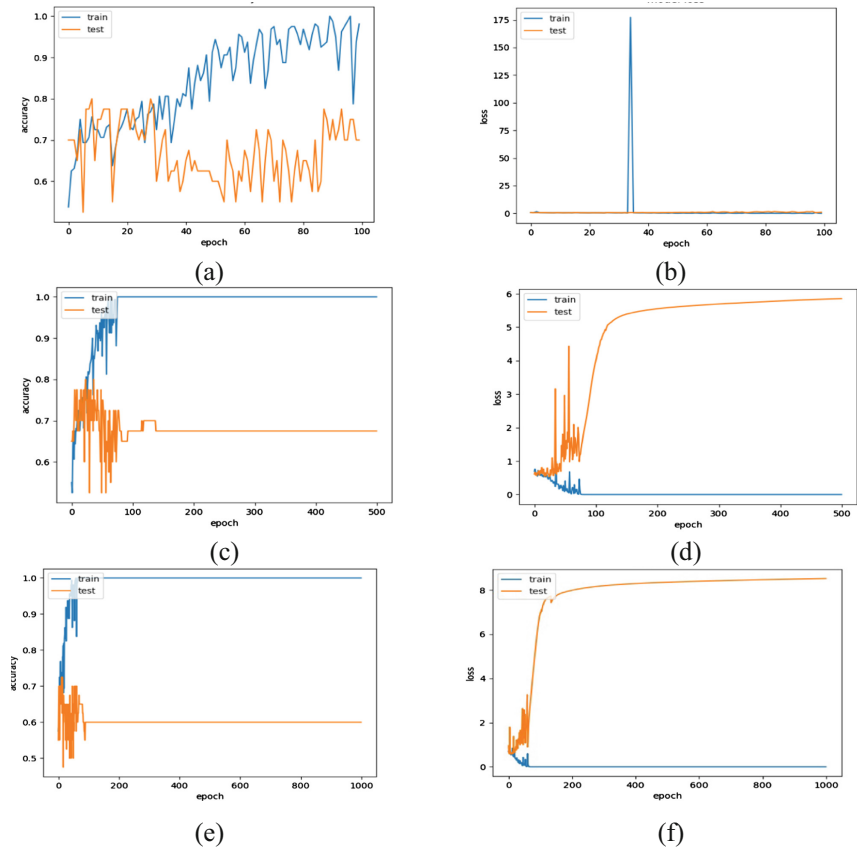 train
test
1.0
0.9
0.8
0.7
0.6
accuracy
0 20 40 60 80 100
epoch
(a)
train
test
175
150
125
100
75
50
25
0
loss
0 20 40 60 80 100
epoch
(b)
train
test
1.0
0.9
0.8
0.7
0.6
accuracy
0 100 200 300 400 500
epoch
(c)
train
test
6
5
4
3
2
1
0
loss
0 100 200 300 400 500
epoch
(d)
train
test
1.0
0.9
0.8
0.7
0.6
0.5
accuracy
0 200 400 600 800 1000
epoch
(e)
train
test
8
6
4
2
0
loss
0 200 400 600 800 1000
epoch
(f)